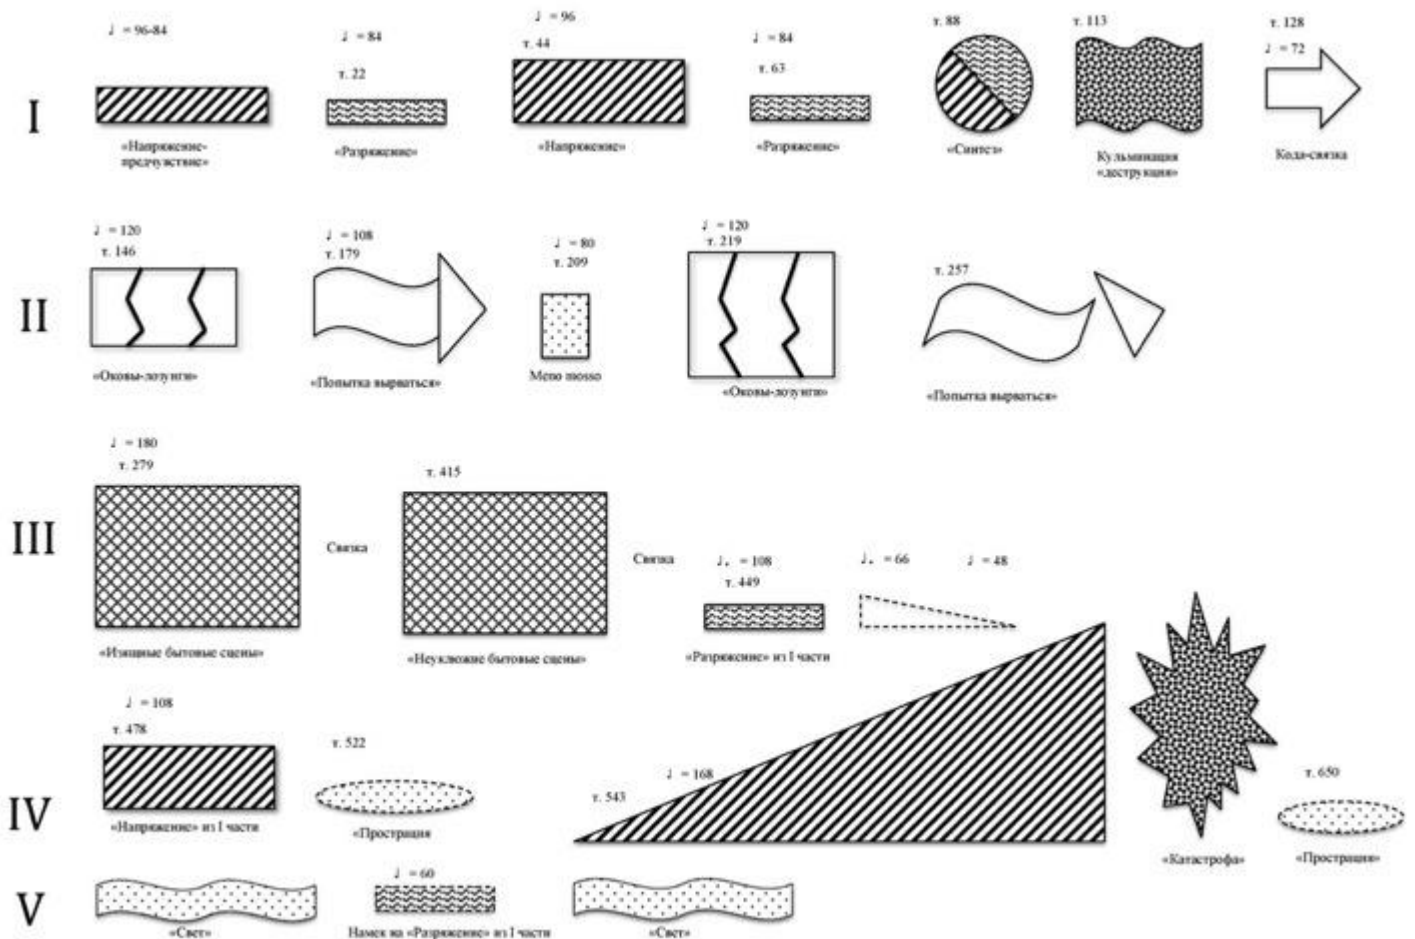 ♩ = 96-84
♩ = 84
т. 22
♩ = 96
т. 44
♩ = 84
т. 63
т. 88
т. 113
т. 128
♩ = 72
I
«Напряжение-
предчувствие»
«Разряжение»
«Напряжение»
«Разряжение»
«Синтез»
Кульминация
«деструкция»
Кода-связка
♩ = 120
т. 146
♩ = 108
т. 179
♩ = 80
т. 209
♩ = 120
т. 219
т. 257
II
«Оковы-лозунги»
«Попытка вырваться»
Meno mosso
«Оковы-лозунги»
«Попытка вырваться»
♩ = 180
т. 279
т. 415
III
Связка
Связка
♩. = 108
т. 449
♩. = 66
♩ = 48
«Изящные бытовые сцены»
«Неуклюжие бытовые сцены»
«Разряжение» из I части
♩ = 108
т. 478
т. 522
♩ = 168
т. 543
т. 650
IV
«Напряжение» из I части
«Прострация
«Катастрофа»
«Прострация»
♩ = 60
V
«Свет»
Намек на «Разряжение» из I части
«Свет»